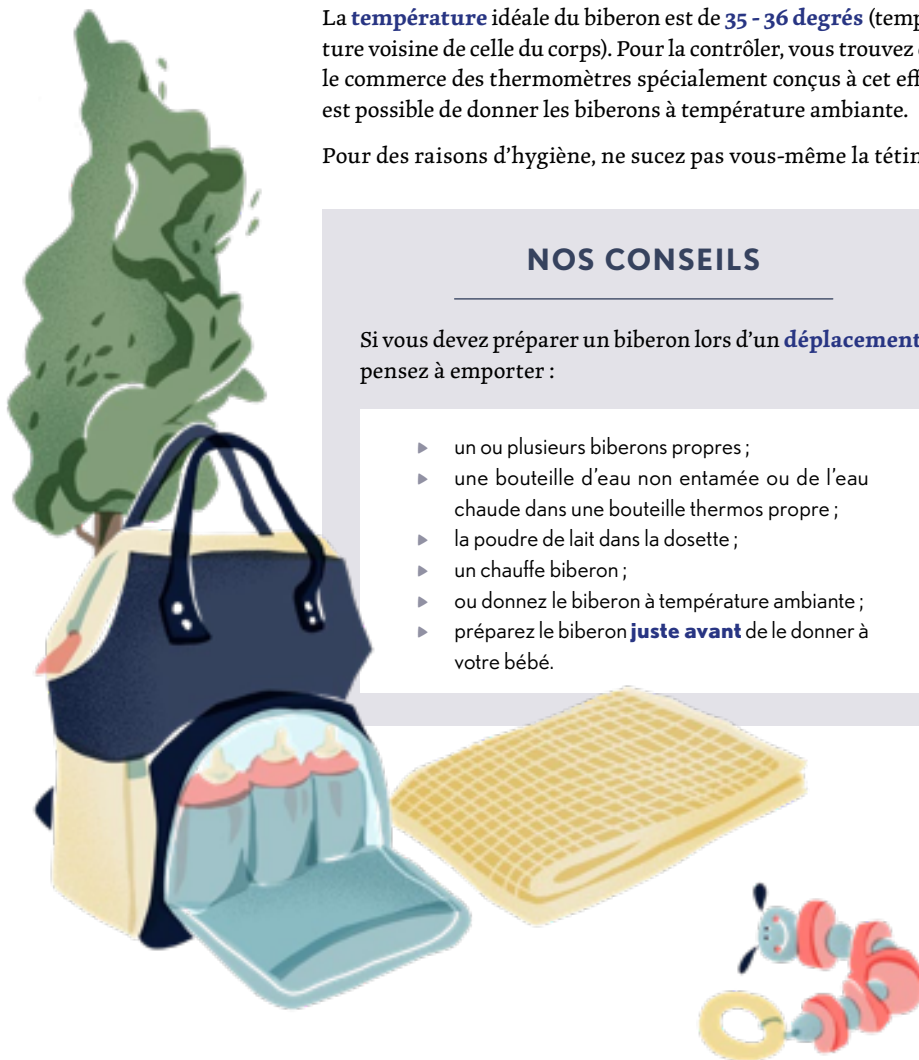 La température idéale du biberon est de 35 - 36 degrés (temp
ture voisine de celle du corps). Pour la contrôler, vous trouvez
le commerce des thermomètres spécialement conçus à cet eff
est possible de donner les biberons à température ambiante.
Pour des raisons d’hygiène, ne sucez pas vous-même la tétin
NOS CONSEILS
Si vous devez préparer un biberon lors d’un déplacement
pensez à emporter :
▶ un ou plusieurs biberons propres ;
▶ une bouteille d’eau non entamée ou de l’eau
chaude dans une bouteille thermos propre ;
▶ la poudre de lait dans la dosette ;
▶ un chauffe biberon ;
▶ ou donnez le biberon à température ambiante ;
▶ préparez le biberon juste avant de le donner à
votre bébé.